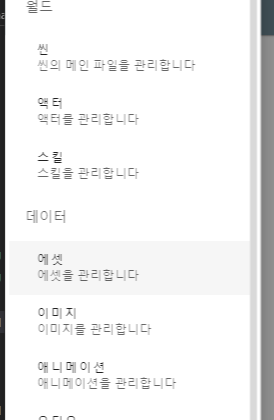 월드
씬
씬의 메인 파일을 관리합니다
액터
액터를 관리합니다
스킬
스킬을 관리합니다
데이터
에셋
에셋을 관리합니다
이미지
이미지를 관리합니다
애니메이션
애니메이션을 관리합니다